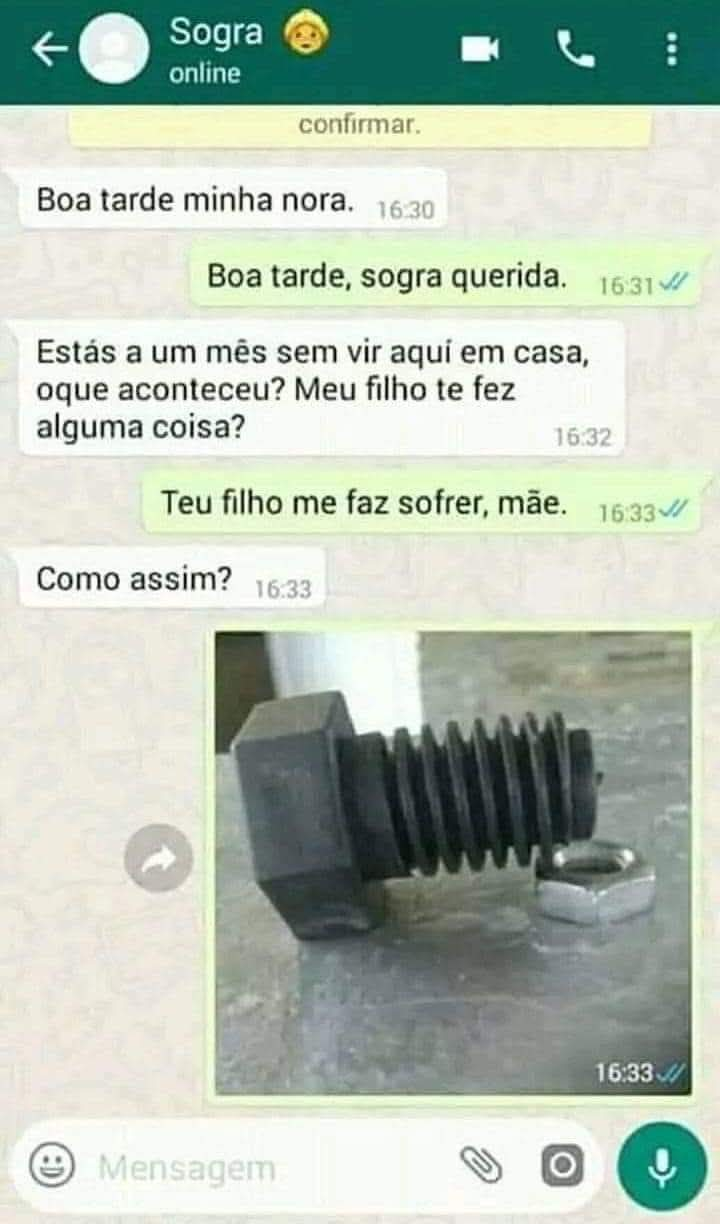 Sogra
online
confirmar.
Boa tarde minha nora. 16:30
Boa tarde, sogra querida. 16:31
Estás a um mês sem vir aquí em casa,
oque aconteceu? Meu filho te fez
alguma coisa? 16:32
Teu filho me faz sofrer, mãe. 16:33
Como assim? 16:33
16:33
Mensagem